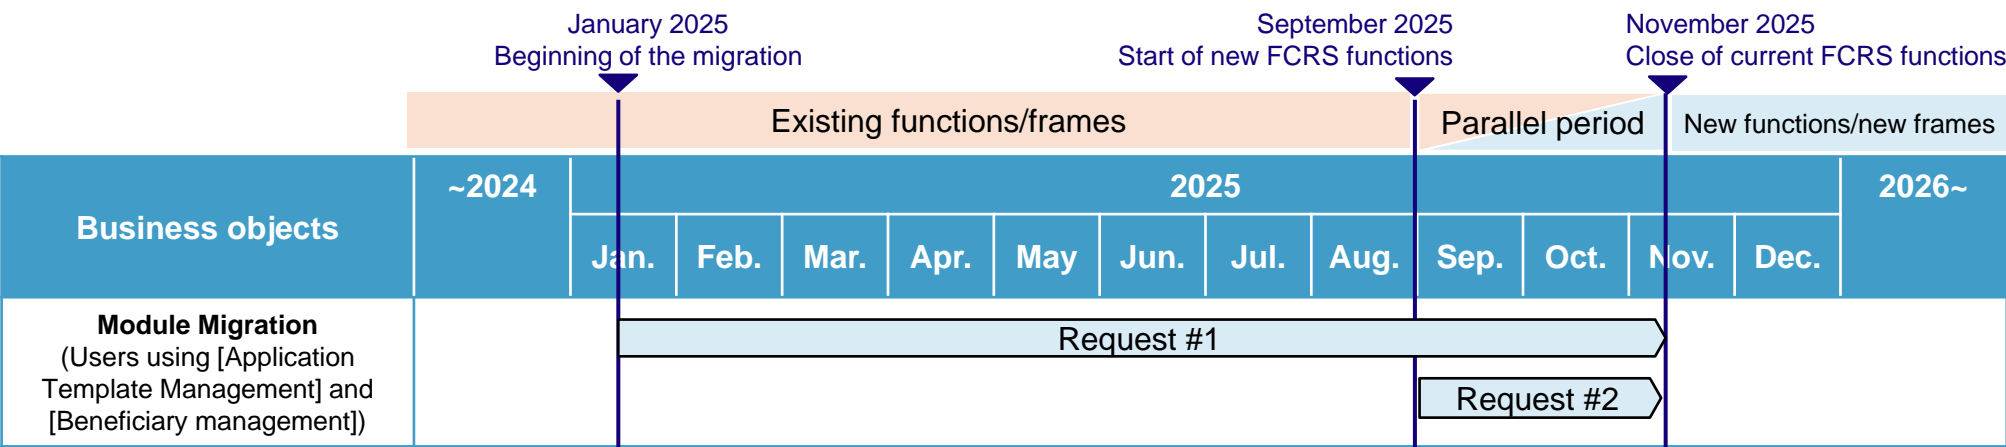 January 2025
Beginning of the migration
September 2025
Start of new FCRS functions
November 2025
Close of current FCRS functions
Existing functions/frames
Parallel period
New functions/new frames
Business objects
~2024
2025
2026~
Jan.
Feb.
Mar.
Apr.
May
Jun.
Jul.
Aug.
Sep.
Oct.
Nov.
Dec.
Module Migration
(Users using [Application
Template Management] and
[Beneficiary management])
Request #1
Request #2